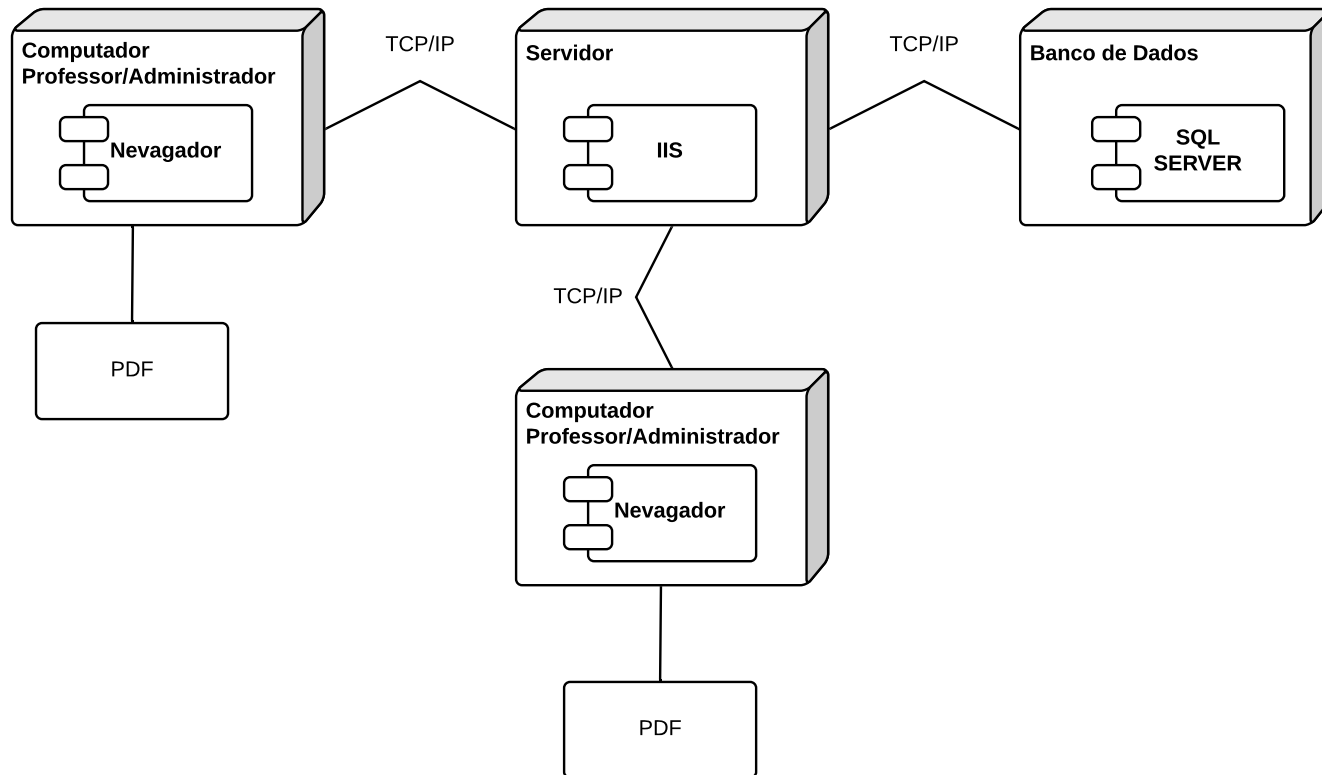 Computador
Professor/Administrador
Nevagador
TCP/IP
Servidor
IIS
TCP/IP
Banco de Dados
SQL
SERVER
PDF
TCP/IP
Computador
Professor/Administrador
Nevagador
PDF